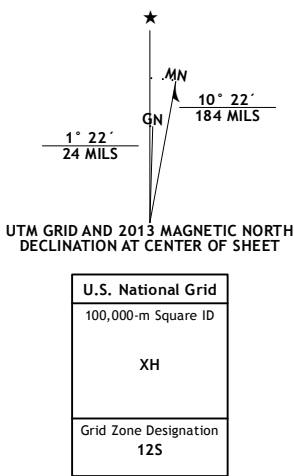 MN
GN
10° 22´
184 MILS
1° 22´
24 MILS
UTM GRID AND 2013 MAGNETIC NORTH
DECLINATION AT CENTER OF SHEET
U.S. National Grid
100,000-m Square ID
XH
Grid Zone Designation
12S